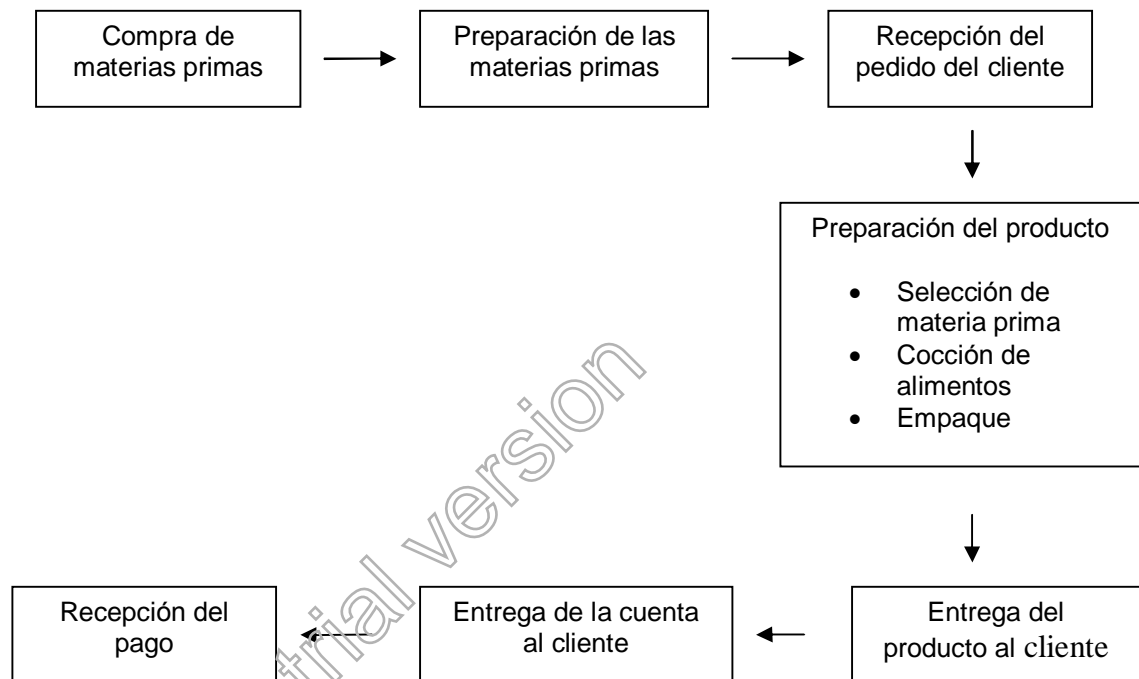 Compra de
materias primas
Preparación de las
materias primas
Recepción del
pedido del cliente
Preparación del producto
• Selección de
materia prima
• Cocción de
alimentos
• Empaque
trial version
Recepción del
pago
Entrega de la cuenta
al cliente
Entrega del
producto al cliente